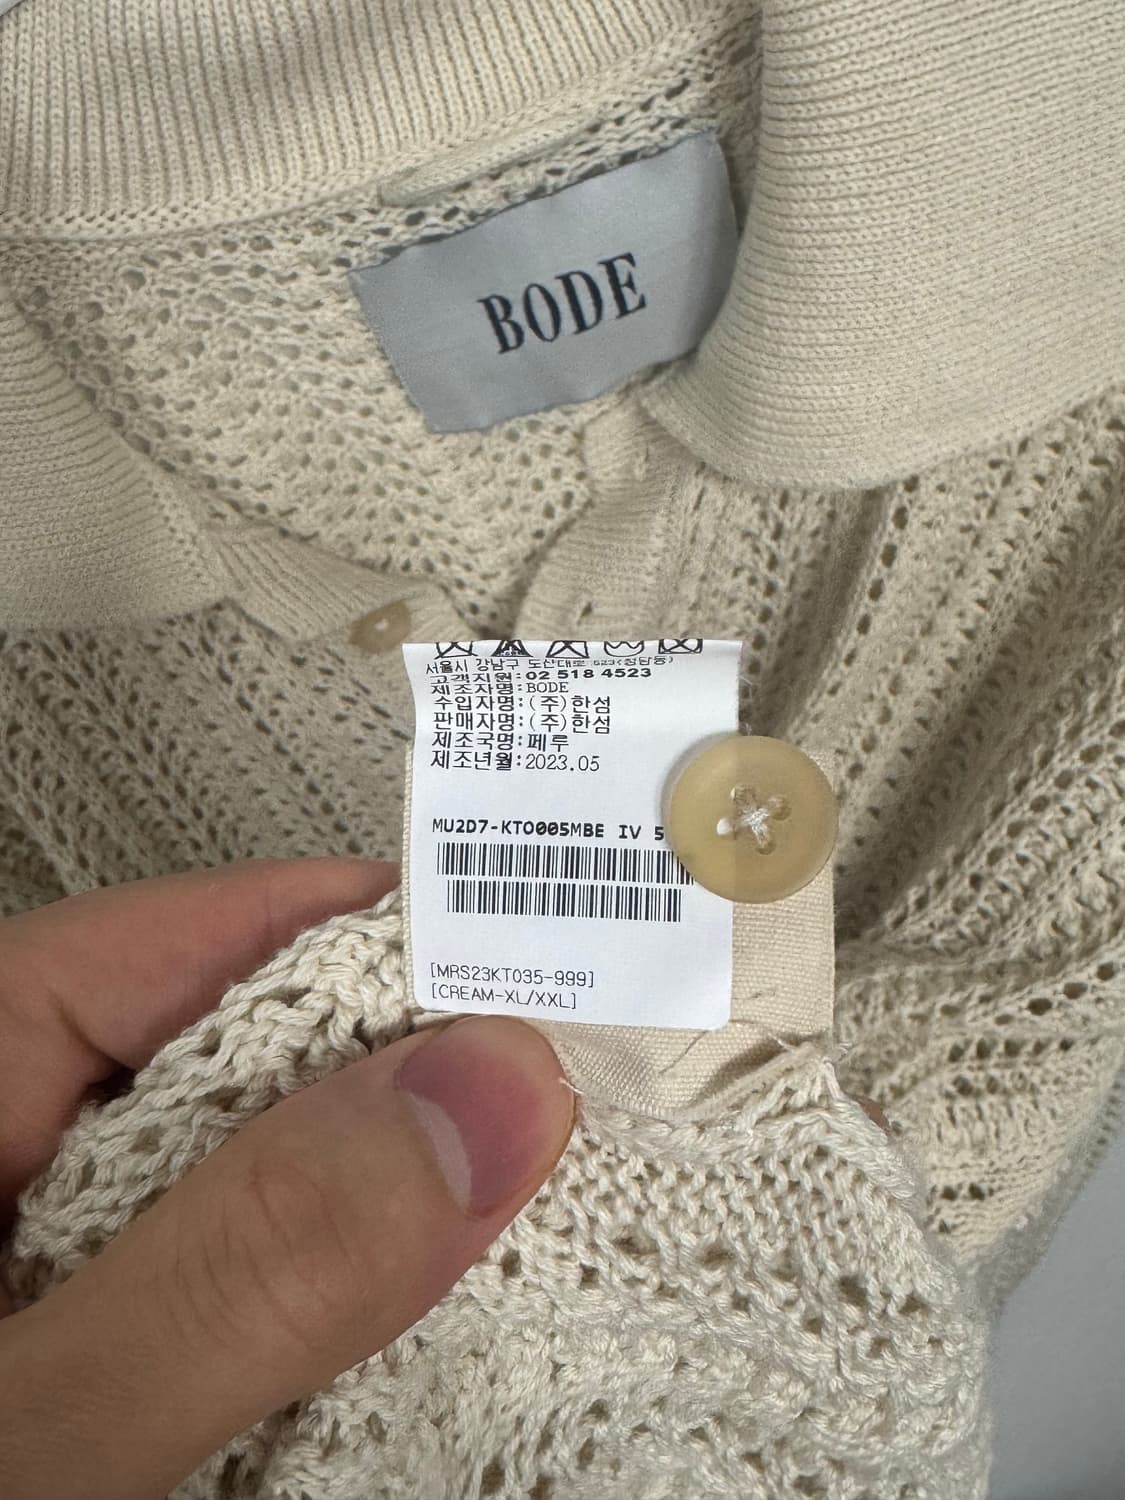 BODE
서울시 강남구 도산대로 523(청담동)
고객지원: 02 518 4523
제조자명: BODE
수입자명:(주)한섬
판매자명:(주)한섬
제조국명:페루
제조년월:2023.05
MU2D7-KTO005MBE IV 5
[MRS23KT035-999]
[CREAM-XL/XXL]